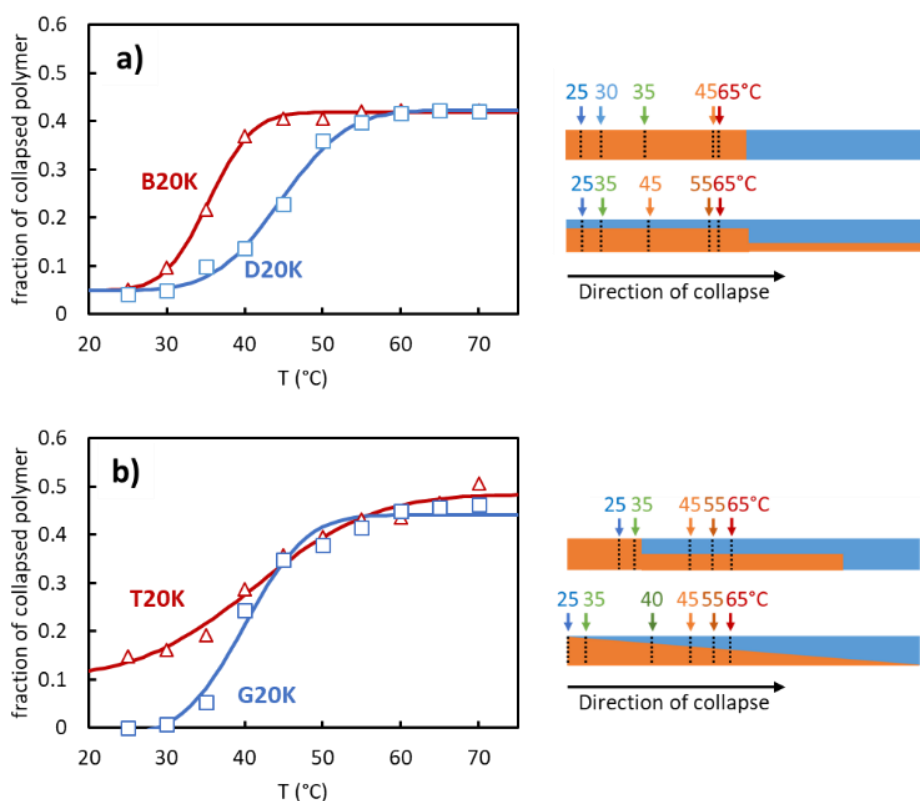 0.6
a)
0.5
0.4
0.3
0.2
0.1
0
B20K
D20K
20 30 40 50 60 70
T (°C)
fraction of collapsed polymer
25 30 35 45 65°C
25 35 45 55 65°C
Direction of collapse
0.6
b)
0.5
0.4
0.3
0.2
0.1
0
T20K
G20K
20 30 40 50 60 70
T (°C)
fraction of collapsed polymer
25 35 45 55 65°C
25 35 40 45 55 65°C
Direction of collapse